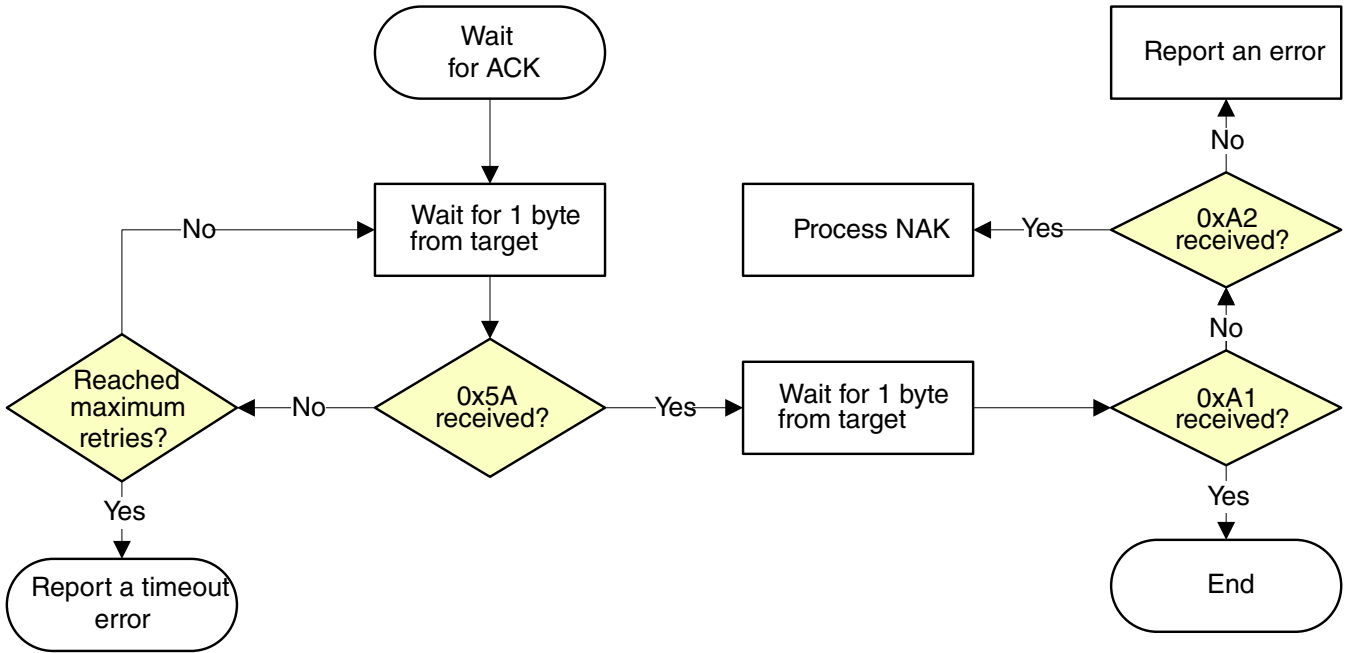 Wait
for ACK
Report an error
No
Wait for 1 byte
from target
No
Process NAK
Yes
0xA2
received?
No
Reached
maximum
retries?
No
0x5A
received?
Yes
Wait for 1 byte
from target
0xA1
received?
Yes
Yes
Report a timeout
error
End